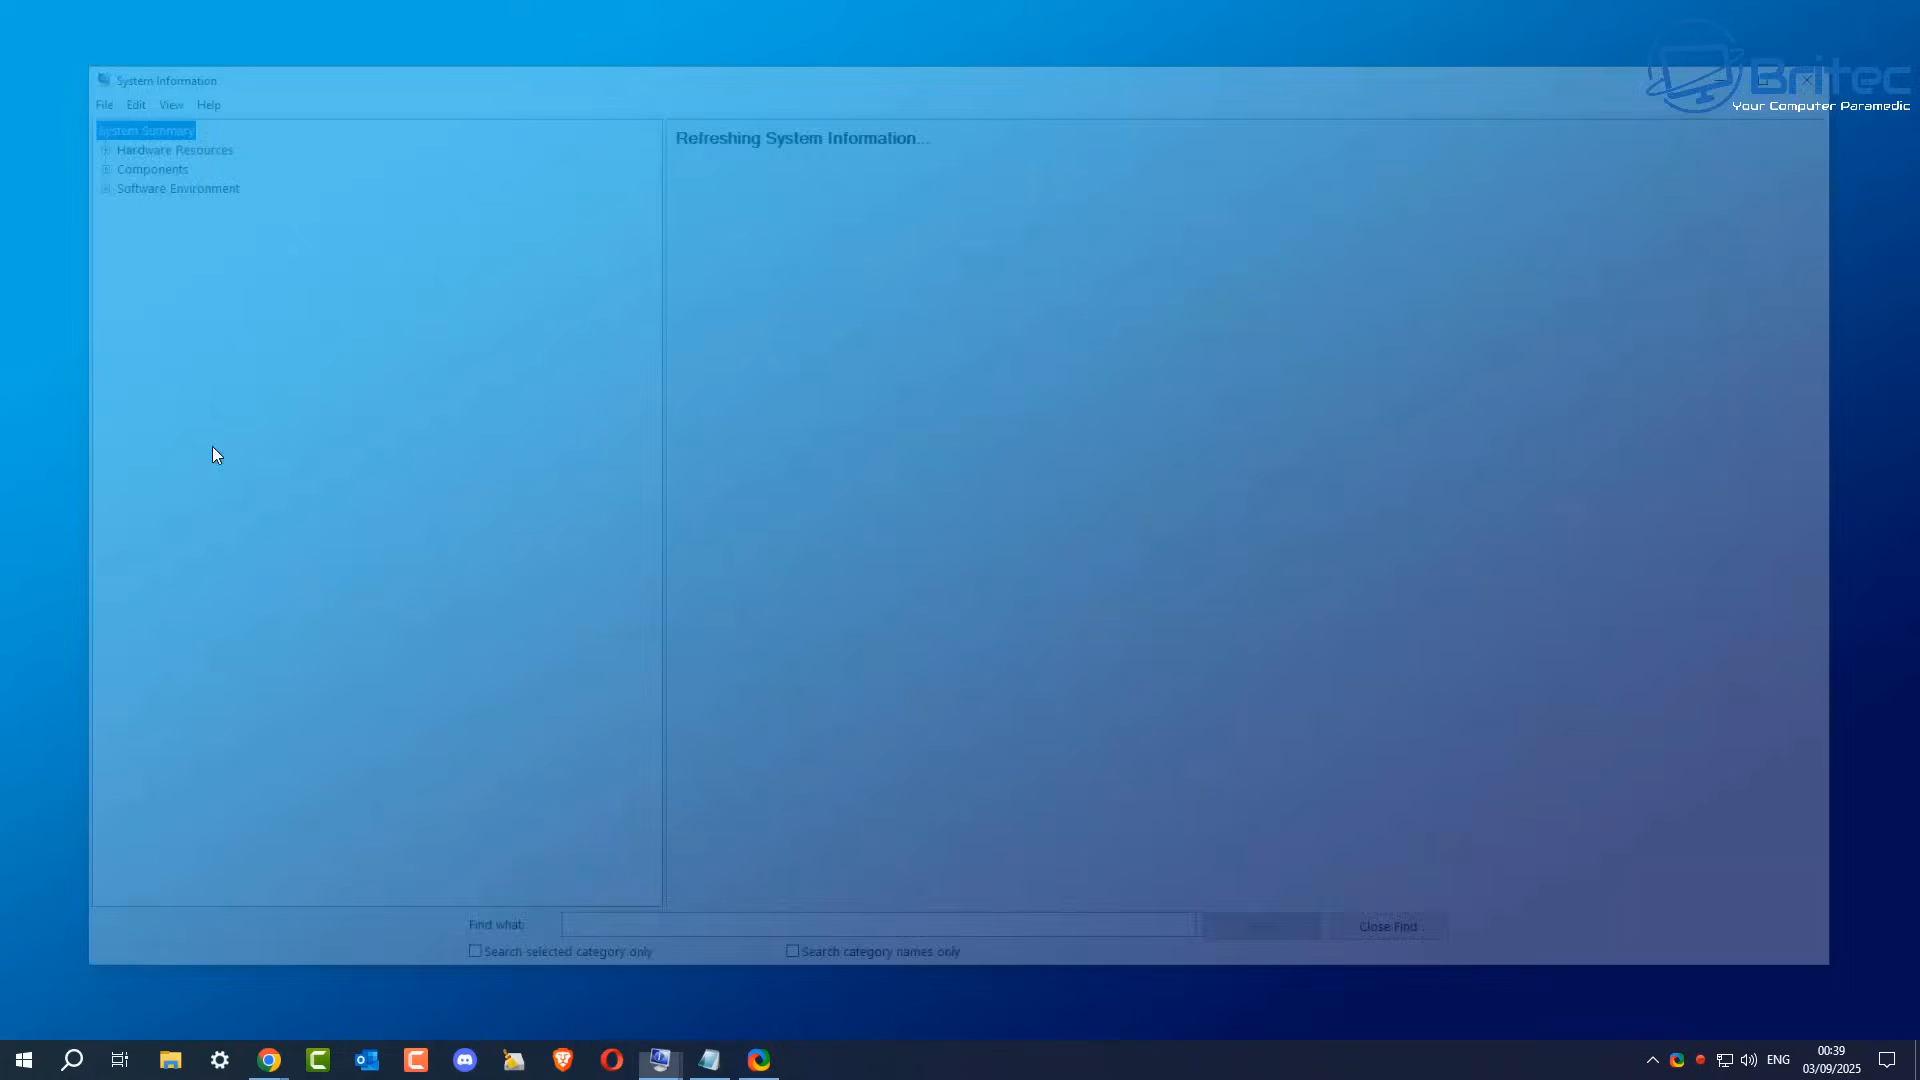 System Information
File Edit View Help
System Summary
Hardware Resources
Components
Software Environment
Refreshing System Information...
Britec
Your Computer Paramedic
Find what:
Close Find
Search selected category only
Search category names only
ENG
00:39
03/09/2025